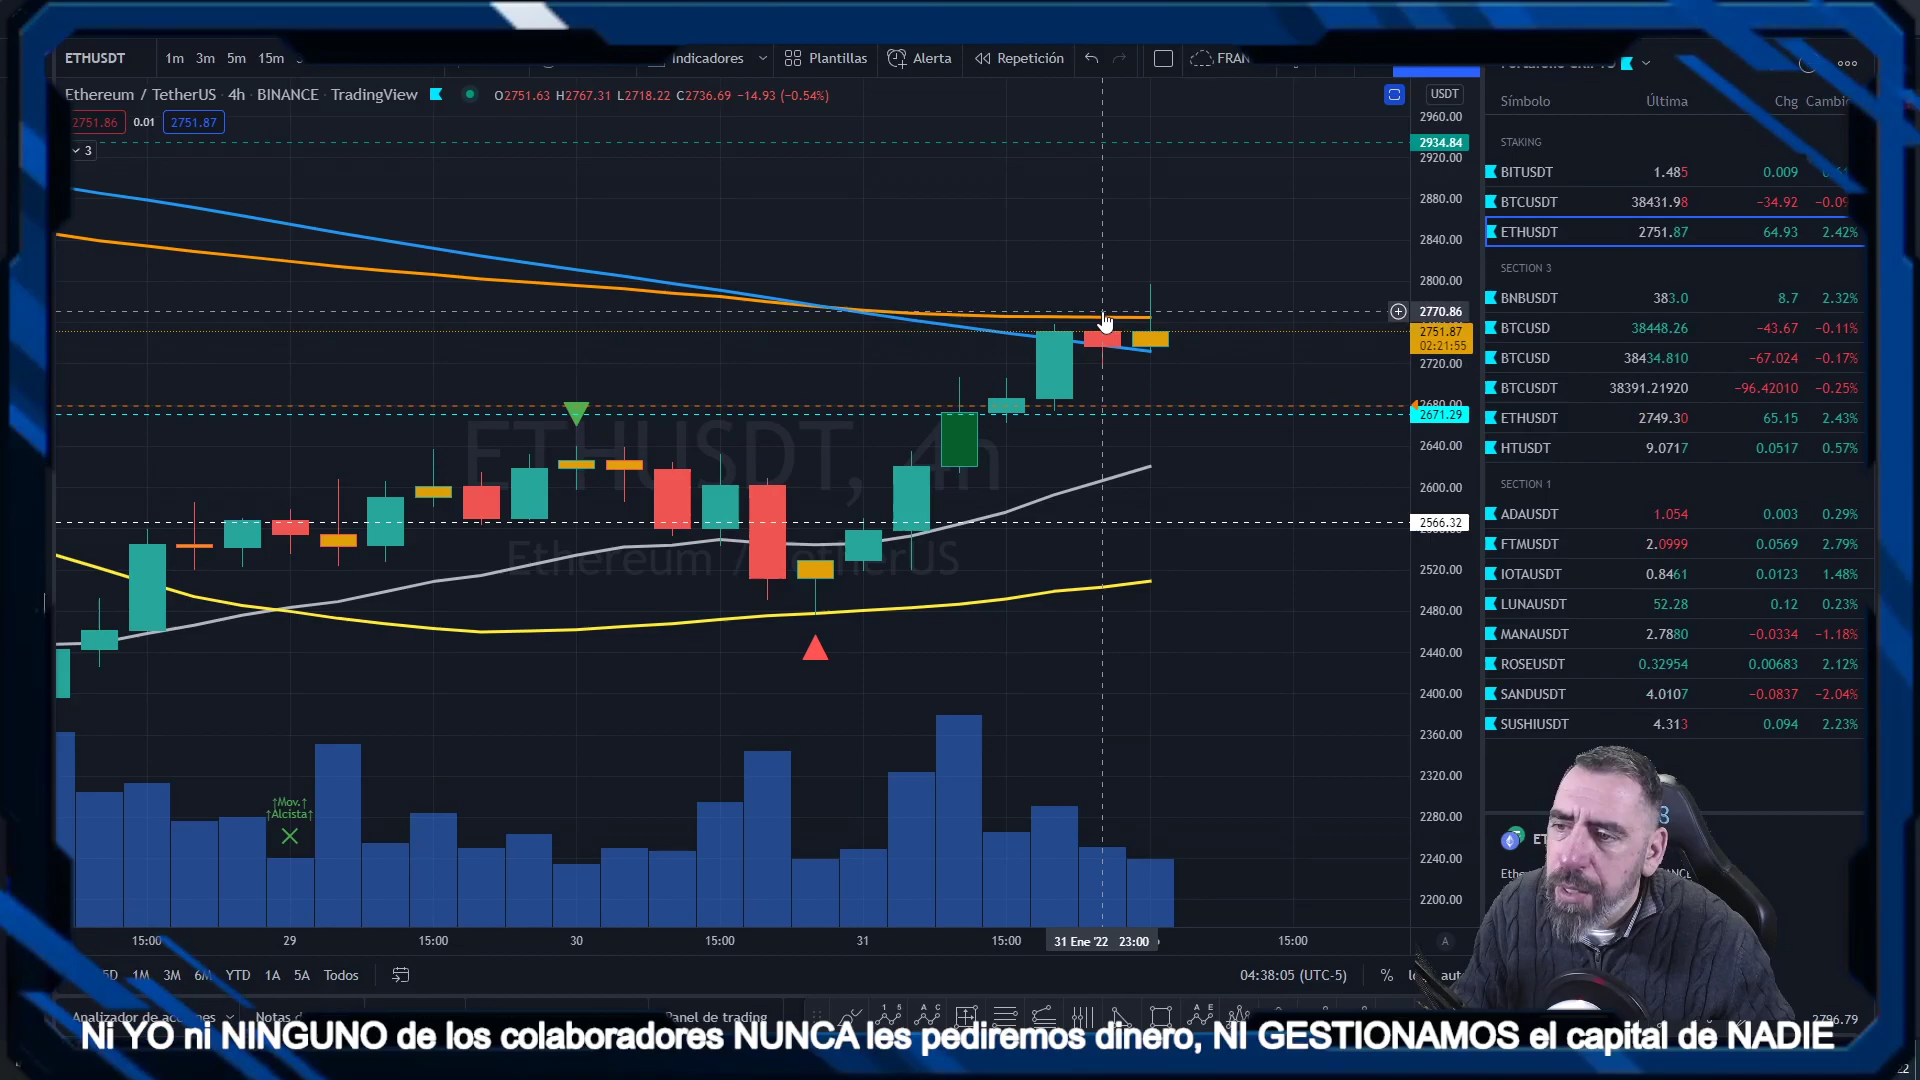 ETHUSDT 1m 3m 5m 15m Indicadores Plantillas Alerta Repetición FRAN
Ethereum / TetherUS · 4h · BINANCE · TradingView O2751.63 H2767.31 L2718.22 C2736.69 −14.93 (−0.54%)
2751.86 0.01 2751.87
3
USDT
2960.00
2934.84
2920.00
2880.00
2840.00
2800.00
2770.86
2751.87
02:21:55
2720.00
2680.00
2671.29
2640.00
2600.00
2566.32
2520.00
2480.00
2440.00
2400.00
2360.00
2320.00
2280.00
2240.00
2200.00
ETHUSDT, 4h
Ethereum / TetherUS
↑Mov.↑
↑Alcista↑
15:00 29 15:00 30 15:00 31 15:00 31 Ene '22 23:00 15:00
A
5D 1M 3M 6M YTD 1A 5A Todos 04:38:05 (UTC-5) %
Notas Panel de trading
Símbolo Última Chg
STAKING
BITUSDT 1.485 0.009
BTCUSDT 38431.98 −34.92
ETHUSDT 2751.87 64.93 2.42%
SECTION 3
BNBUSDT 383.0 8.7 2.32%
BTCUSD 38448.26 −43.67 −0.11%
BTCUSD 38434.810 −67.024 −0.17%
BTCUSDT 38391.21920 −96.42010 −0.25%
ETHUSDT 2749.30 65.15 2.43%
HTUSDT 9.0717 0.0517 0.57%
SECTION 1
ADAUSDT 1.054 0.003 0.29%
FTMUSDT 2.0999 0.0569 2.79%
IOTAUSDT 0.8461 0.0123 1.48%
LUNAUSDT 52.28 0.12 0.23%
MANAUSDT 2.7880 −0.0334 −1.18%
ROSEUSDT 0.32954 0.00683 2.12%
SANDUSDT 4.0107 −0.0837 −2.04%
SUSHIUSDT 4.313 0.094 2.23%
2796.79
Ni YO ni NINGUNO de los colaboradores NUNCA les pediremos dinero, NI GESTIONAMOS el capital de NADIE